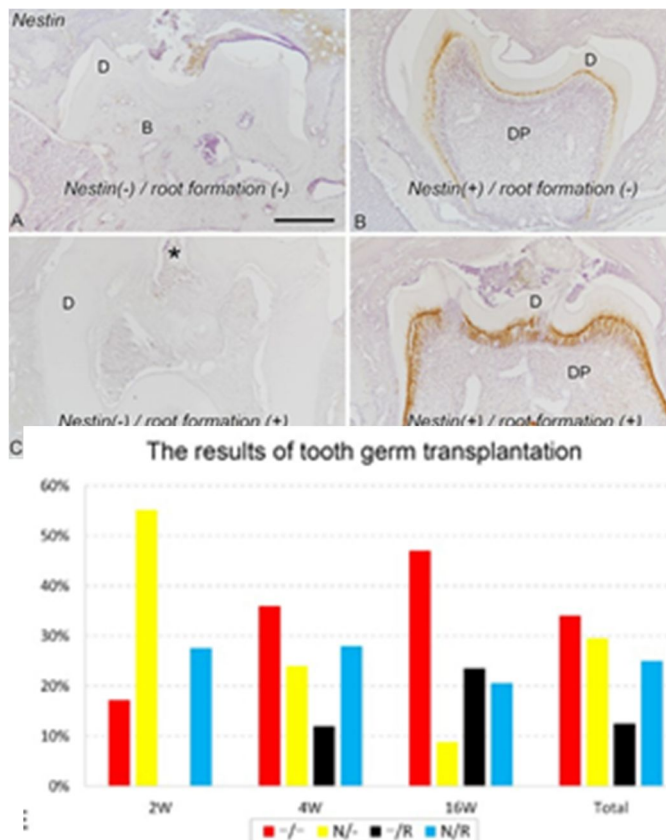 Nestin
D
B
Nestin(-) / root formation (-)
A
D
DP
Nestin(+) / root formation (-)
B
*
D
Nestin(-) / root formation (+)
C
D
DP
Nestin(+) / root formation (+)
The results of tooth germ transplantation
60%
50%
40%
30%
20%
10%
0%
2W 4W 16W Total
−/− N/- −/R N/R